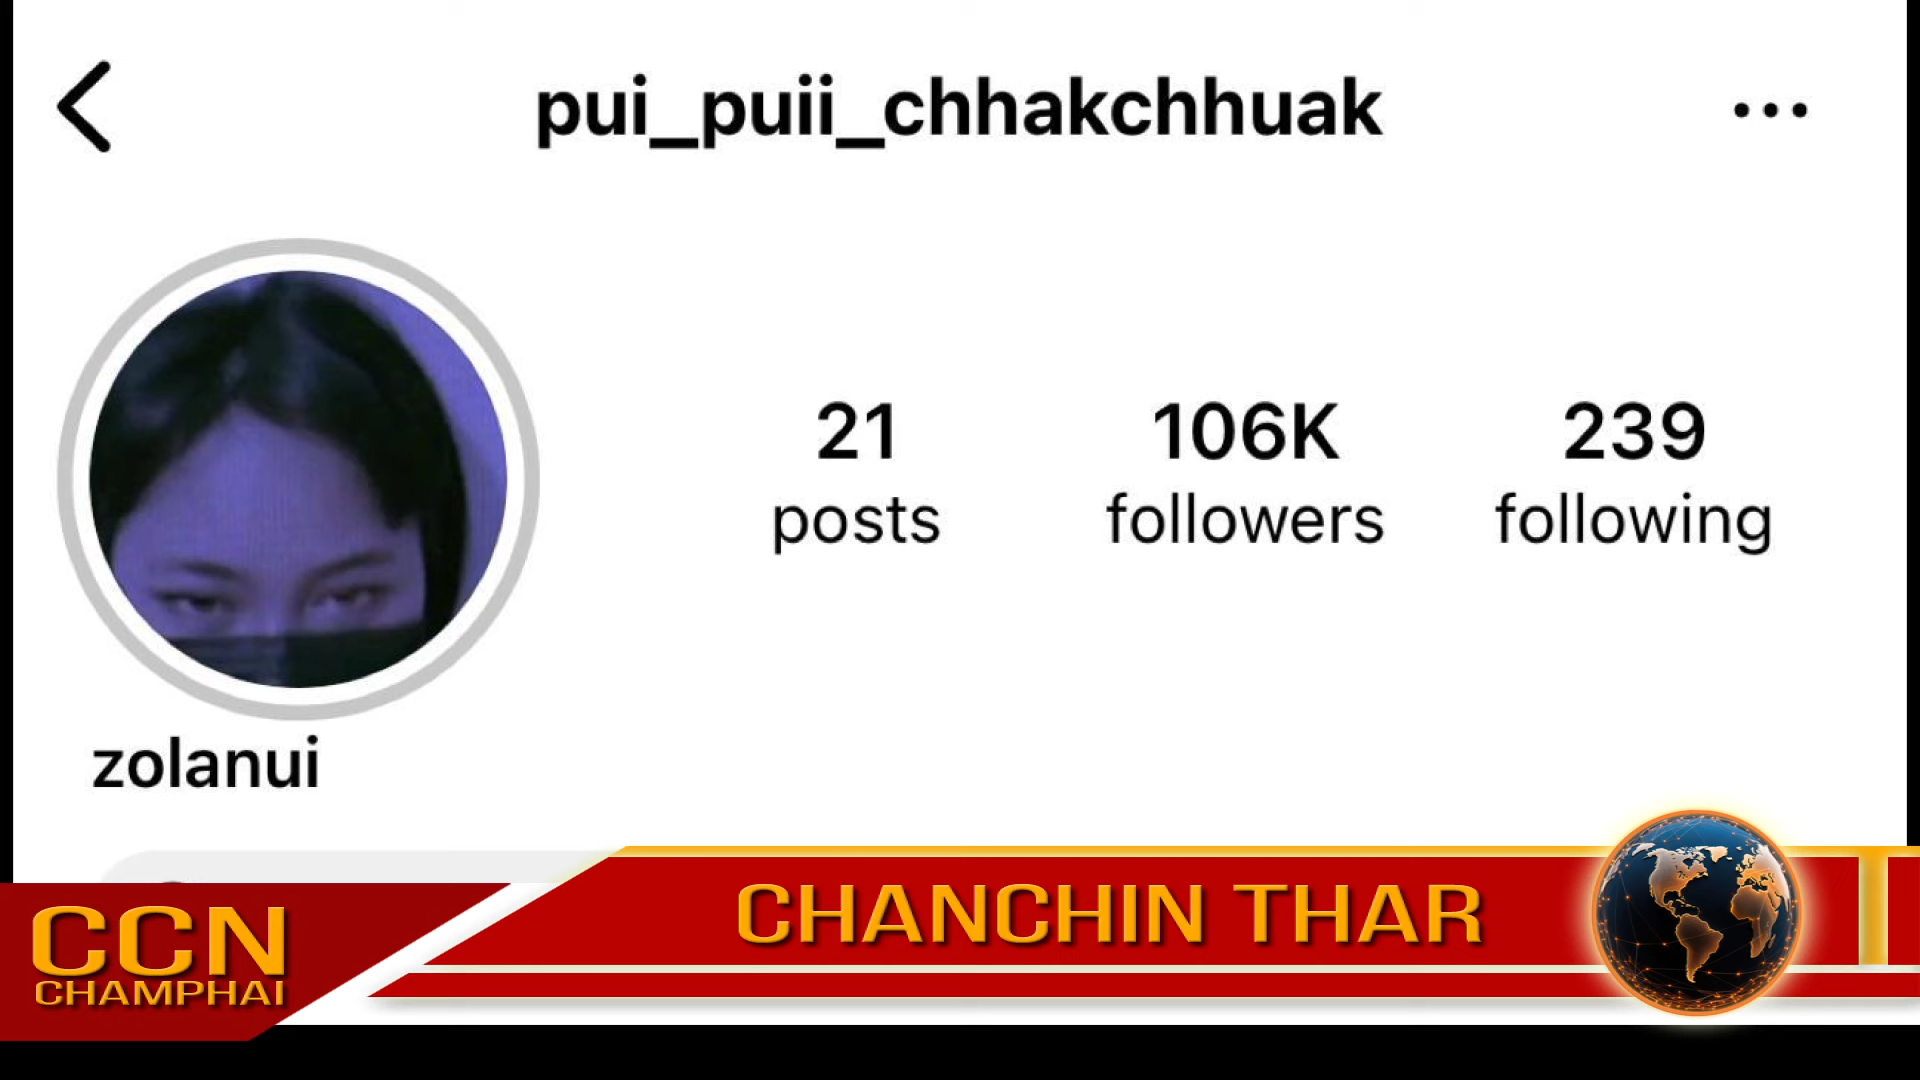 pui_puii_chhakchhuak
21 106K 239
posts followers following
zolanui
CHANCHIN THAR
CCN
CHAMPHAI